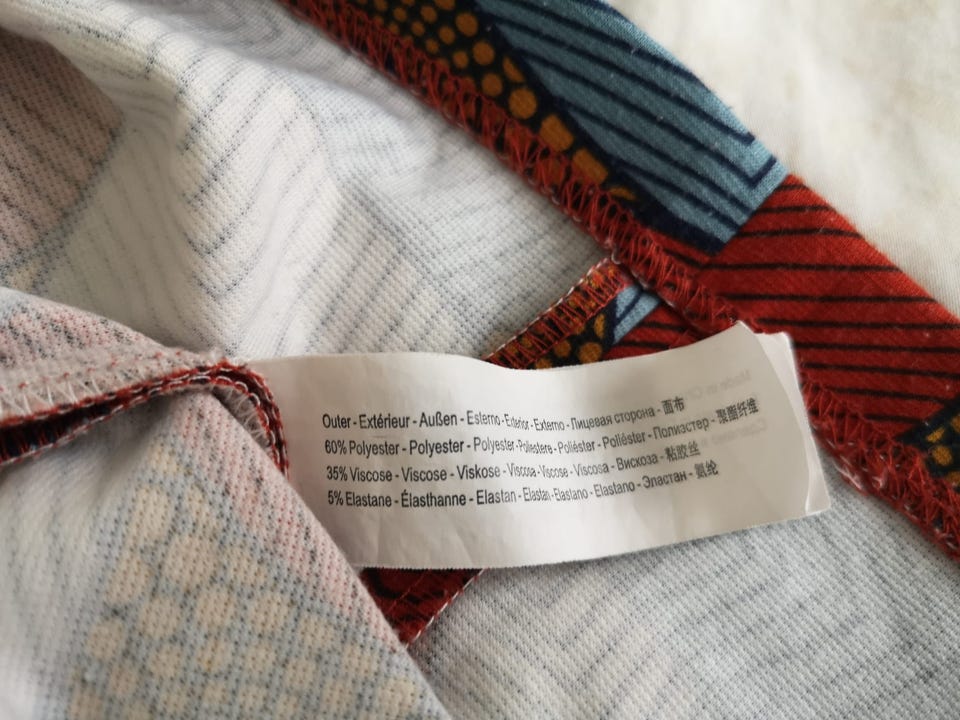 Outer - Extérieur - Außen - Esterno - Exterior - Externo - Лицевая сторона - 面布
60% Polyester - Polyester - Polyester - Poliestere - Poliéster - Poliéster - Полиэстер - 聚酯纤维
35% Viscose - Viscose - Viskose - Viscosa - Viscose - Viscosa - Вискоза - 粘胶丝
5% Elastane - Élasthanne - Elastan - Elastan - Elastano - Elastano - Эластан - 氨纶